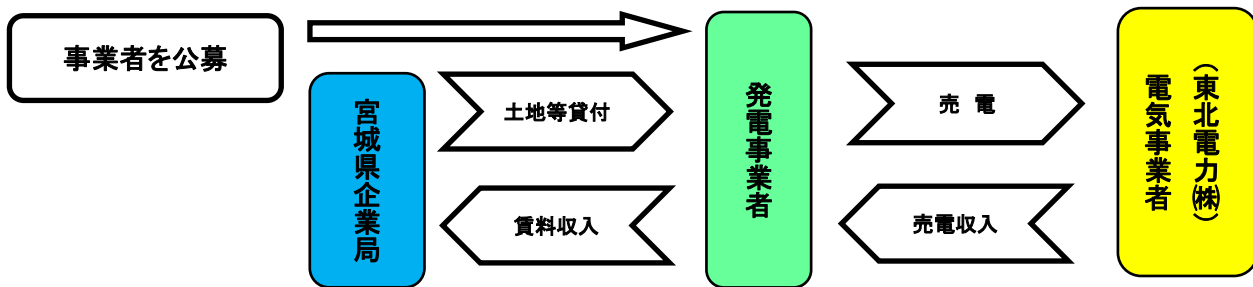 事業者を公募
宮城県企業局
土地等貸付
賃料収入
発電事業者
売　電
売電収入
電気事業者
（東北電力㈱）